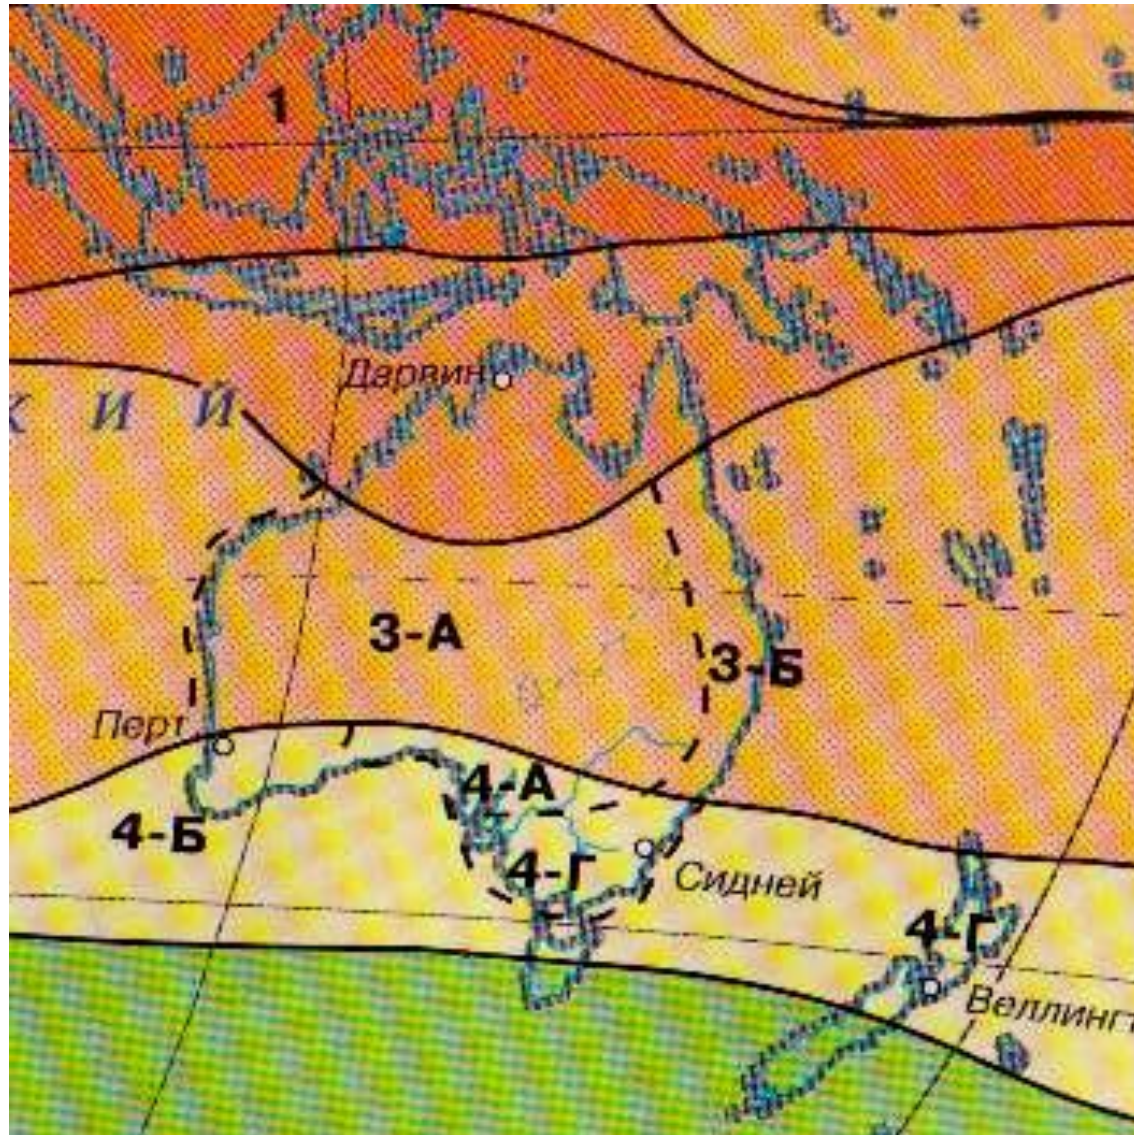 1
Дарвин
К И Й
3-А
3-Б
Перт
4-А
4-Б
4-Г
Сидней
4-Г
Веллингт